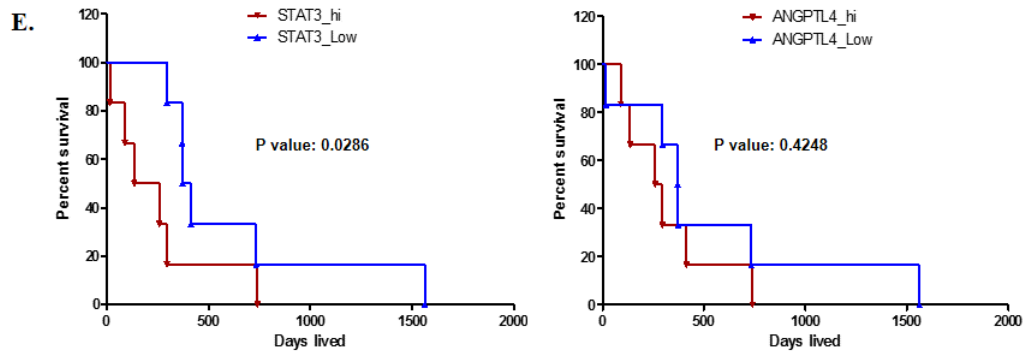 E.
STAT3_hi
STAT3_Low
120
100
80
60
40
20
0
Percent survival
P value: 0.0286
0
500
1000
1500
2000
Days lived
ANGPTL4_hi
ANGPTL4_Low
120
100
80
60
40
20
0
Percent survival
P value: 0.4248
0
500
1000
1500
2000
Days lived